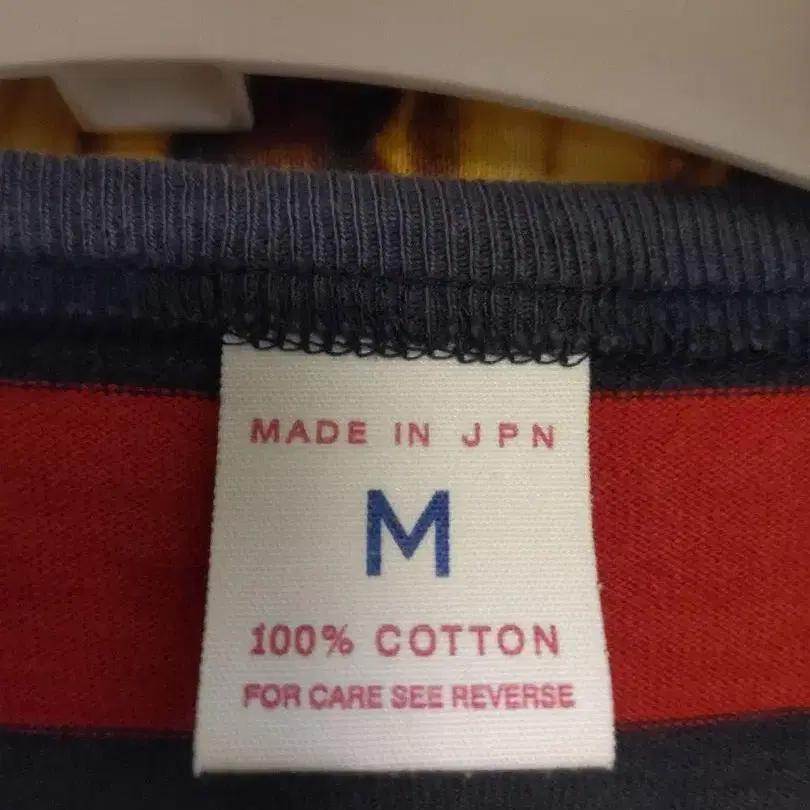 MADE IN JPN
M
100% COTTON
FOR CARE SEE REVERSE